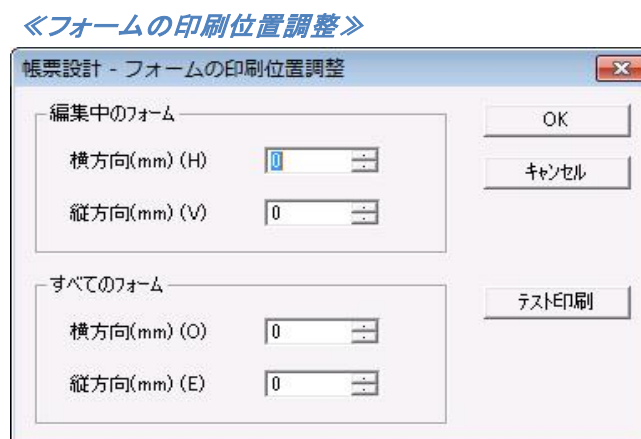 ≪フォームの印刷位置調整≫
帳票設計 - フォームの印刷位置調整
編集中のフォーム
OK
横方向(mm) (H) 0
キャンセル
縦方向(mm) (V) 0
すべてのフォーム
テスト印刷
横方向(mm) (O) 0
縦方向(mm) (E) 0